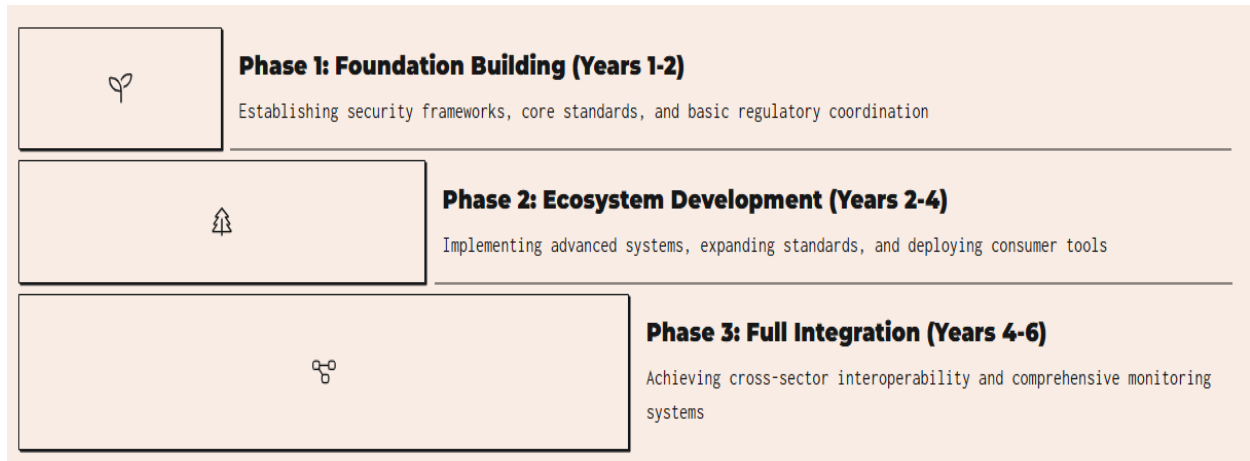 Phase 1: Foundation Building (Years 1-2)
Establishing security frameworks, core standards, and basic regulatory coordination
Phase 2: Ecosystem Development (Years 2-4)
Implementing advanced systems, expanding standards, and deploying consumer tools
Phase 3: Full Integration (Years 4-6)
Achieving cross-sector interoperability and comprehensive monitoring
systems